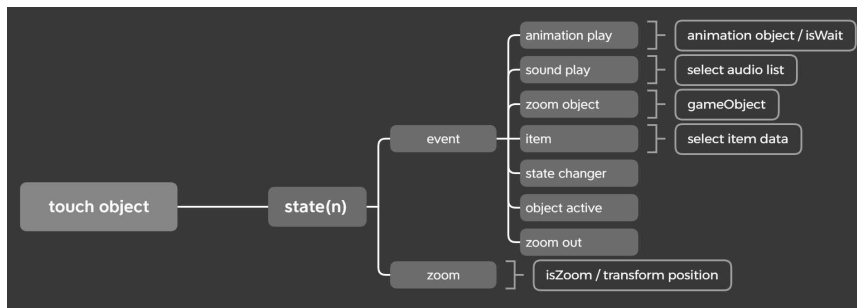 animation play
animation object / isWait
sound play
select audio list
zoom object
gameObject
event
item
select item data
state changer
touch object
state(n)
object active
zoom out
zoom
isZoom / transform position